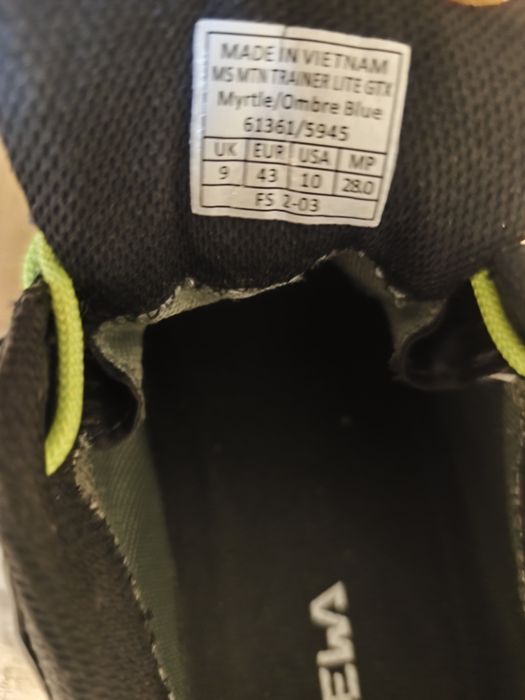 MADE IN VIETNAM
MS MTN TRAINER LITE GTX
Myrtle/Ombre Blue
61361/5945
UK EUR USA MP
9 43 10 28.0
FS 2-03
EWA